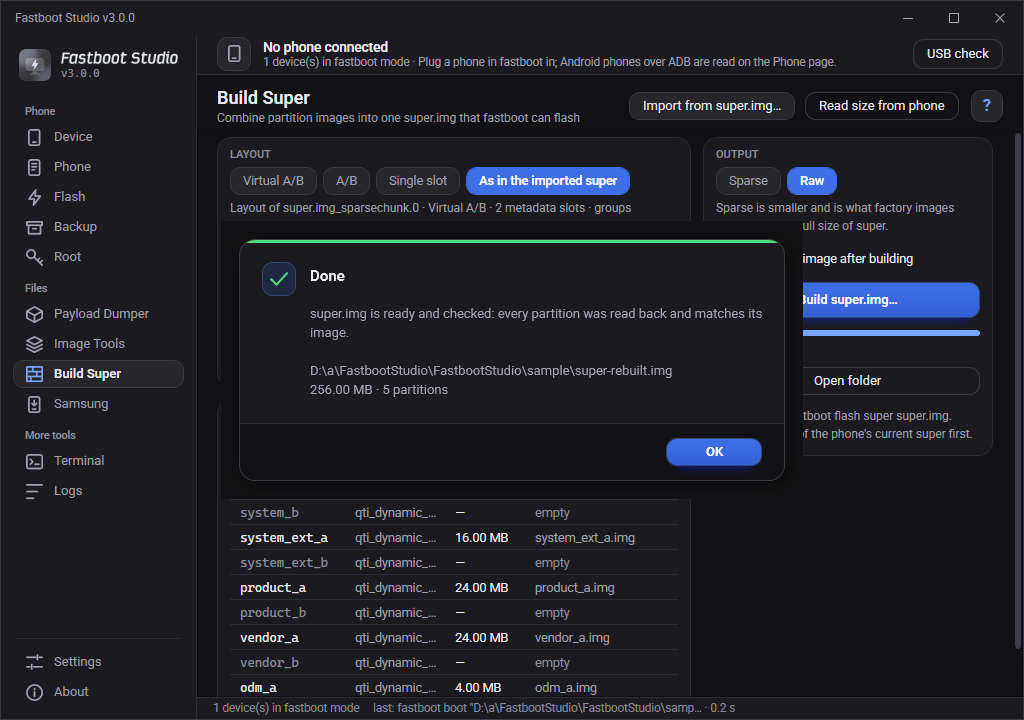 Fastboot Studio v3.0.0
Fastboot Studio
v3.0.0
Phone
Device
Phone
Flash
Backup
Root
Files
Payload Dumper
Image Tools
Build Super
Samsung
More tools
Terminal
Logs
Settings
About
No phone connected
1 device(s) in fastboot mode · Plug a phone in fastboot in; Android phones over ADB are read on the Phone page.
USB check
Build Super
Combine partition images into one super.img that fastboot can flash
Import from super.img...
Read size from phone
?
LAYOUT
Virtual A/B
A/B
Single slot
As in the imported super
Layout of super.img_sparsechunk.0 · Virtual A/B · 2 metadata slots · groups
OUTPUT
Sparse
Raw
Sparse is smaller and is what factory images
size of super.
image after building
Build super.img...
Open folder
flash super super.img.
the phone's current super first.
Done
super.img is ready and checked: every partition was read back and matches its
image.
D:\a\FastbootStudio\FastbootStudio\sample\super-rebuilt.img
256.00 MB · 5 partitions
OK
system_b qti_dynamic_... — empty
system_ext_a qti_dynamic_... 16.00 MB system_ext_a.img
system_ext_b qti_dynamic_... — empty
product_a qti_dynamic_... 24.00 MB product_a.img
product_b qti_dynamic_... — empty
vendor_a qti_dynamic_... 24.00 MB vendor_a.img
vendor_b qti_dynamic_... — empty
odm_a qti_dynamic_... 4.00 MB odm_a.img
1 device(s) in fastboot mode last: fastboot boot "D:\a\FastbootStudio\FastbootStudio\samp... · 0.2 s